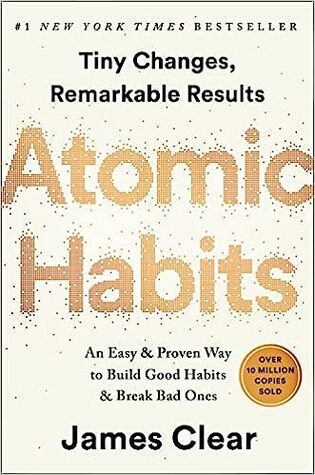 #1 NEW YORK TIMES BESTSELLER
Tiny Changes,
Remarkable Results
Atomic
Habits
An Easy & Proven Way
to Build Good Habits
& Break Bad Ones
OVER
10 MILLION
COPIES
SOLD
James Clear